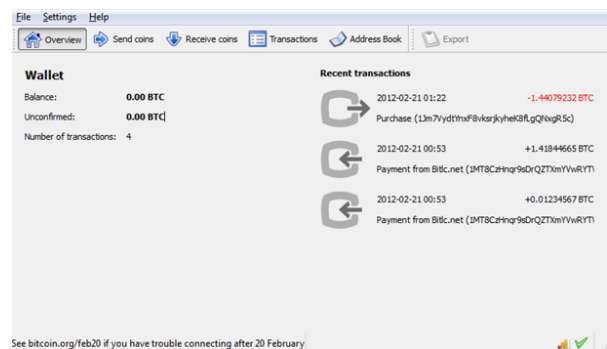 File Settings Help
Overview Send coins Receive coins Transactions Address Book Export
Wallet
Balance: 0.00 BTC
Unconfirmed: 0.00 BTC
Number of transactions: 4
Recent transactions
2012-02-21 01:22 -1.44079232 BTC
Purchase (1Jm7VydtYnxF8vksrjkyheK8fLgQNxgR5c)
2012-02-21 00:53 +1.41844665 BTC
Payment from Bitlc.net (1MT8CzHnqr9sDrQZTXmYVwRYT
2012-02-21 00:53 +0.01234567 BTC
Payment from Bitlc.net (1MT8CzHnqr9sDrQZTXmYVwRYT
See bitcoin.org/feb20 if you have trouble connecting after 20 February